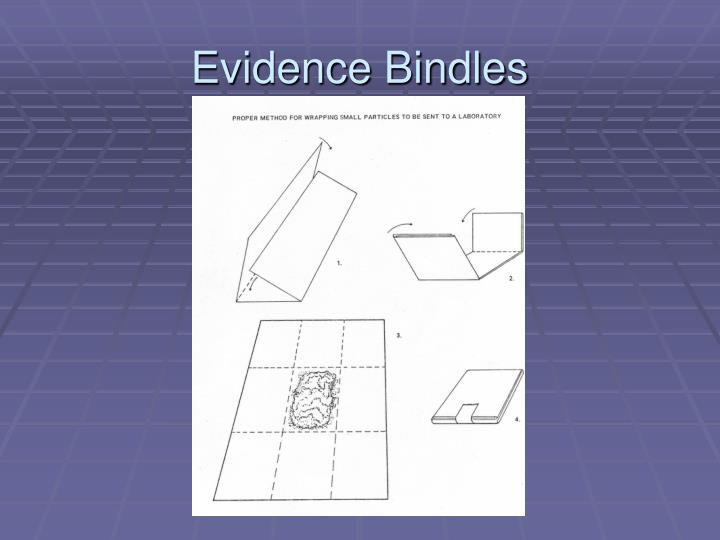 Evidence Bindles
PROPER METHOD FOR WRAPPING SMALL PARTICLES TO BE SENT TO A LABORATORY
1.
2.
3.
4.